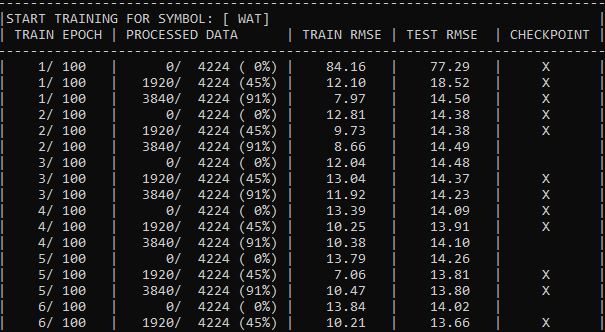 ---------------------------------------------------------------------------
|START TRAINING FOR SYMBOL: [ WAT]                                        |
| TRAIN EPOCH | PROCESSED DATA      | TRAIN RMSE | TEST RMSE | CHECKPOINT |
---------------------------------------------------------------------------
|    1/ 100   |      0/  4224 ( 0%) |    84.16   |   77.29   |     X
|    1/ 100   |   1920/  4224 (45%) |    12.10   |   18.52   |     X
|    1/ 100   |   3840/  4224 (91%) |     7.97   |   14.50   |     X
|    2/ 100   |      0/  4224 ( 0%) |    12.81   |   14.38   |     X
|    2/ 100   |   1920/  4224 (45%) |     9.73   |   14.38   |     X
|    2/ 100   |   3840/  4224 (91%) |     8.66   |   14.49   |
|    3/ 100   |      0/  4224 ( 0%) |    12.04   |   14.48   |
|    3/ 100   |   1920/  4224 (45%) |    13.04   |   14.37   |     X
|    3/ 100   |   3840/  4224 (91%) |    11.92   |   14.23   |     X
|    4/ 100   |      0/  4224 ( 0%) |    13.39   |   14.09   |     X
|    4/ 100   |   1920/  4224 (45%) |    10.25   |   13.91   |     X
|    4/ 100   |   3840/  4224 (91%) |    10.38   |   14.10   |
|    5/ 100   |      0/  4224 ( 0%) |    13.79   |   14.26   |
|    5/ 100   |   1920/  4224 (45%) |     7.06   |   13.81   |     X
|    5/ 100   |   3840/  4224 (91%) |    10.47   |   13.80   |     X
|    6/ 100   |      0/  4224 ( 0%) |    13.84   |   14.02   |
|    6/ 100   |   1920/  4224 (45%) |    10.21   |   13.66   |     X